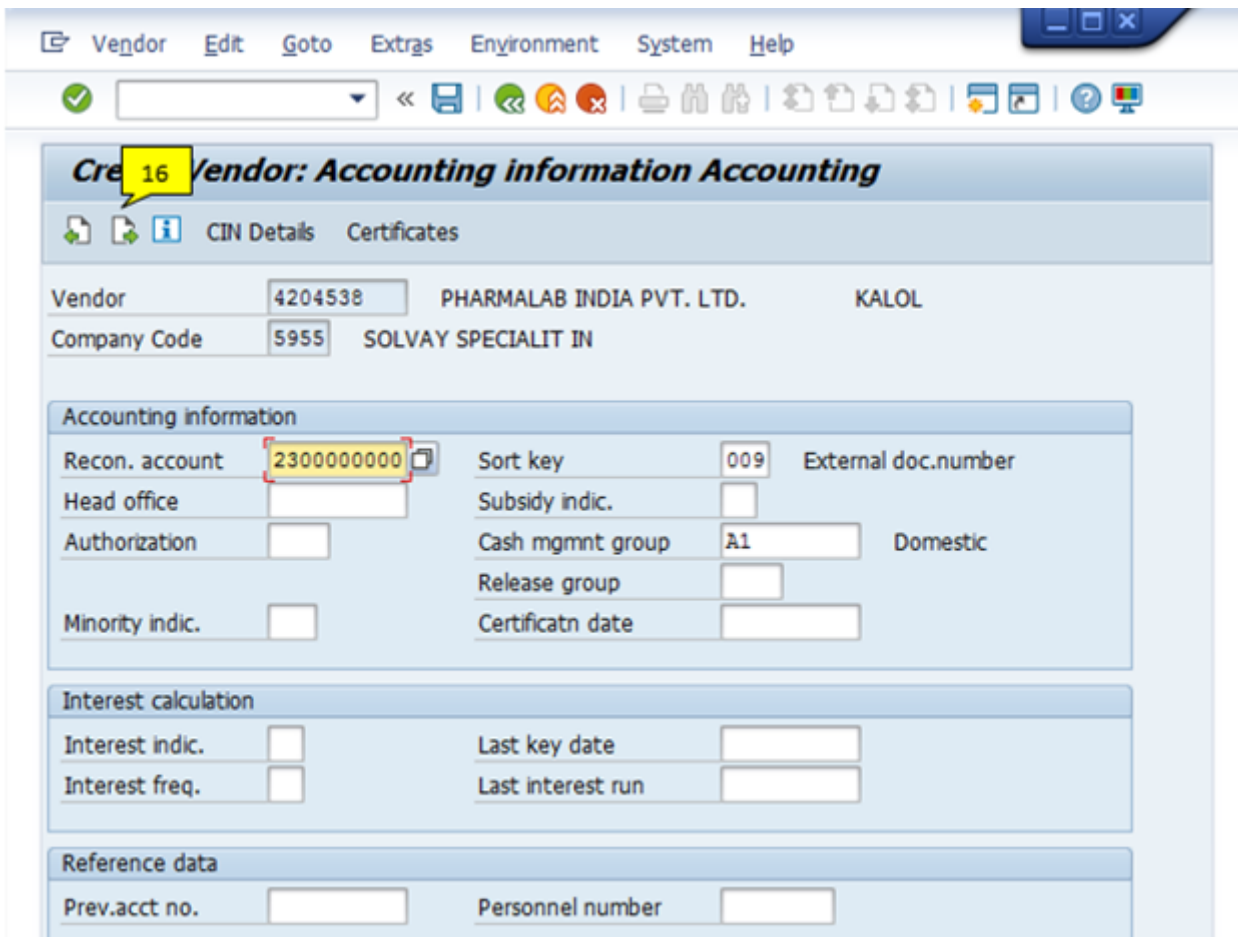 Vendor Edit Goto Extras Environment System Help
Cre 16 Vendor: Accounting information Accounting
CIN Details Certificates
Vendor 4204538 PHARMALAB INDIA PVT. LTD. KALOL
Company Code 5955 SOLVAY SPECIALIT IN
Accounting information
Recon. account 2300000000 Sort key 009 External doc.number
Head office Subsidy indic.
Authorization Cash mgmnt group A1 Domestic
Release group
Minority indic. Certificatn date
Interest calculation
Interest indic. Last key date
Interest freq. Last interest run
Reference data
Prev.acct no. Personnel number